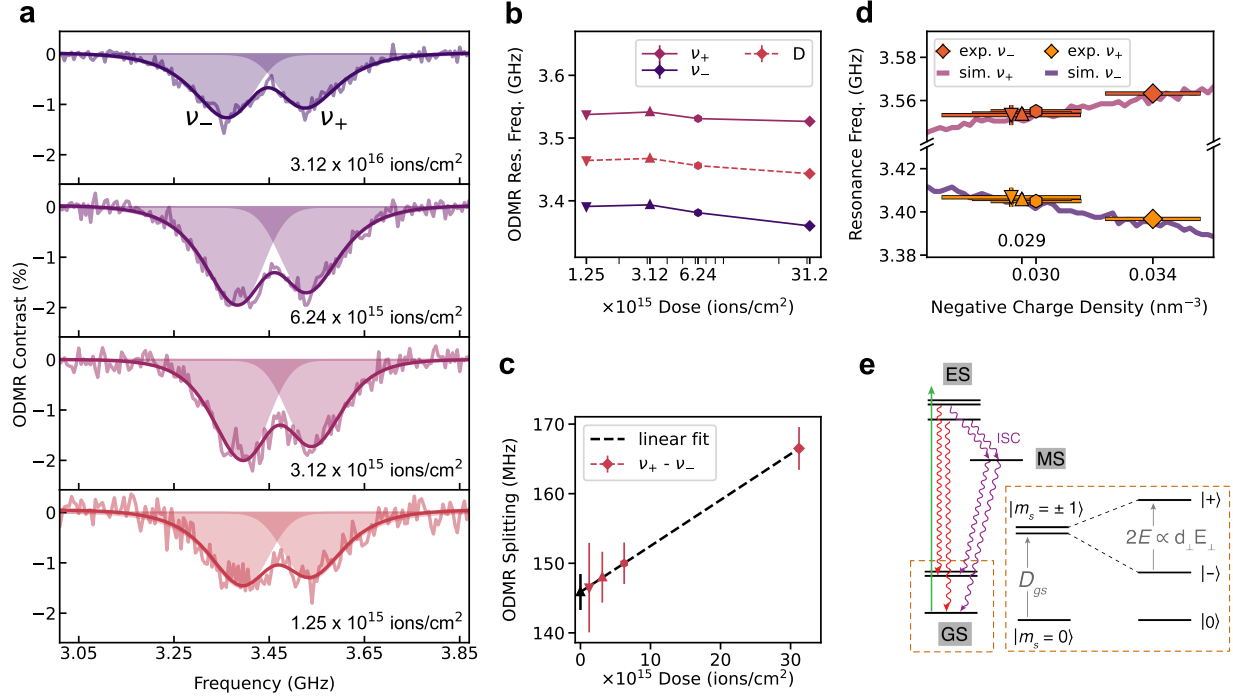 a
0
−1
−2
ν−
ν+
3.12 x 10¹⁶ ions/cm²
0
−1
−2
6.24 x 10¹⁵ ions/cm²
0
−1
−2
3.12 x 10¹⁵ ions/cm²
0
−1
−2
1.25 x 10¹⁵ ions/cm²
3.05 3.25 3.45 3.65 3.85
Frequency (GHz)
ODMR Contrast (%)
b
ν+
ν−
D
3.6
3.5
3.4
ODMR Res. Freq. (GHz)
1.25 3.12 6.24 31.2
×10¹⁵ Dose (ions/cm²)
c
linear fit
ν+ - ν−
170
160
150
140
ODMR Splitting (MHz)
0 10 20 30
×10¹⁵ Dose (ions/cm²)
d
exp. ν−
exp. ν+
sim. ν+
sim. ν−
3.58
3.56
3.42
3.40
3.38
Resonance Freq. (GHz)
0.029
0.030 0.034
Negative Charge Density (nm⁻³)
e
ES
ISC
MS
GS
|mₛ = ± 1⟩
D_gs
|mₛ = 0⟩
|+⟩
2E ∝ d⊥E⊥
|−⟩
|0⟩